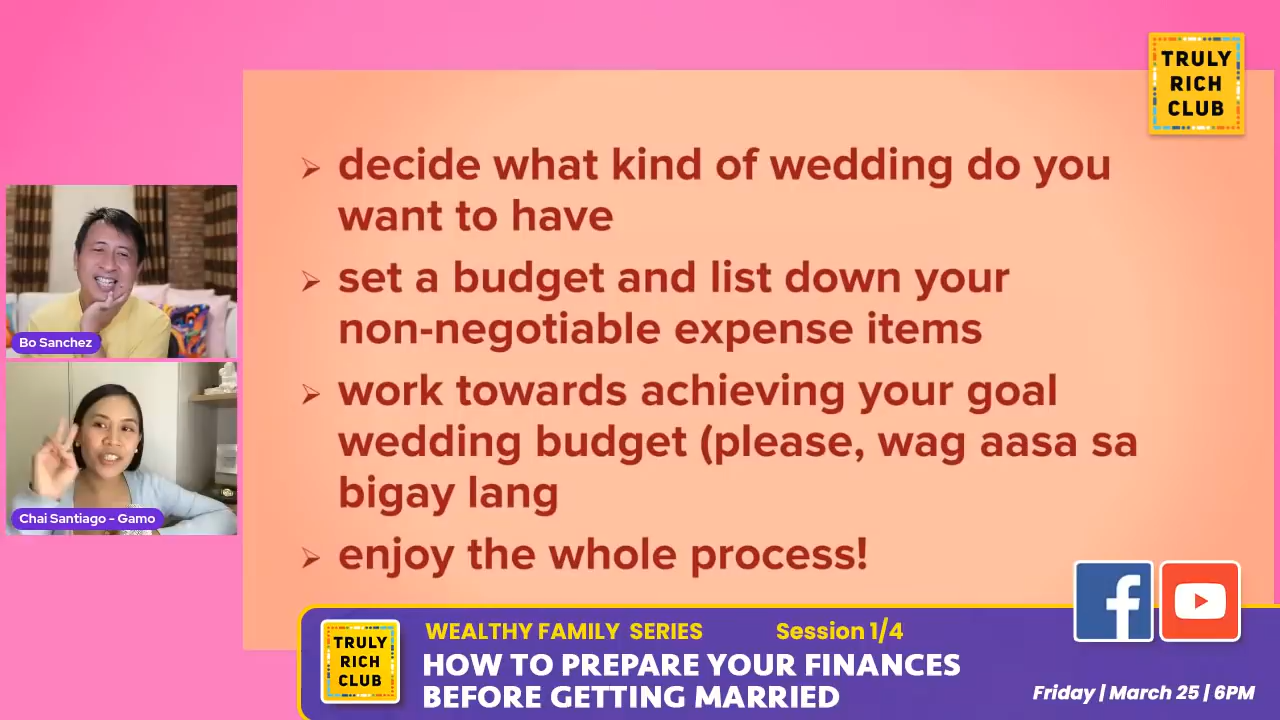 TRULY
RICH
CLUB
➢ decide what kind of wedding do you
want to have
➢ set a budget and list down your
non-negotiable expense items
➢ work towards achieving your goal
wedding budget (please, wag aasa sa
bigay lang
➢ enjoy the whole process!
Bo Sanchez
Chai Santiago - Gamo
TRULY
RICH
CLUB
WEALTHY FAMILY SERIES Session 1/4
HOW TO PREPARE YOUR FINANCES
BEFORE GETTING MARRIED
Friday | March 25 | 6PM